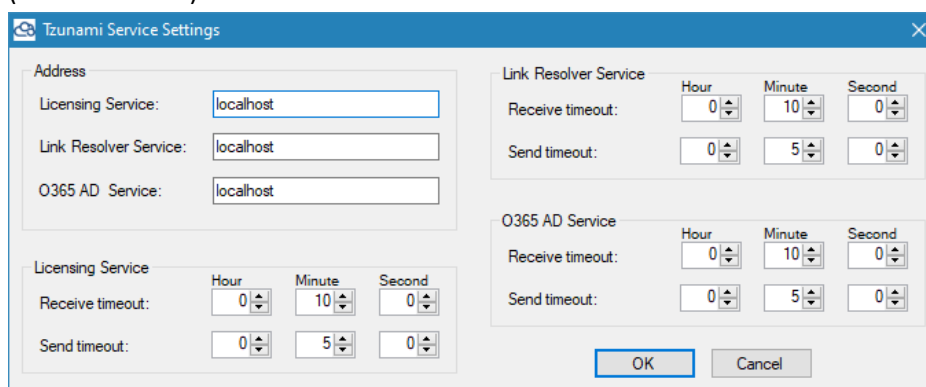 Tzunami Service Settings
Address
Licensing Service: localhost
Link Resolver Service: localhost
O365 AD Service: localhost
Licensing Service
Hour Minute Second
Receive timeout: 0 10 0
Send timeout: 0 5 0
Link Resolver Service
Hour Minute Second
Receive timeout: 0 10 0
Send timeout: 0 5 0
O365 AD Service
Hour Minute Second
Receive timeout: 0 10 0
Send timeout: 0 5 0
OK Cancel